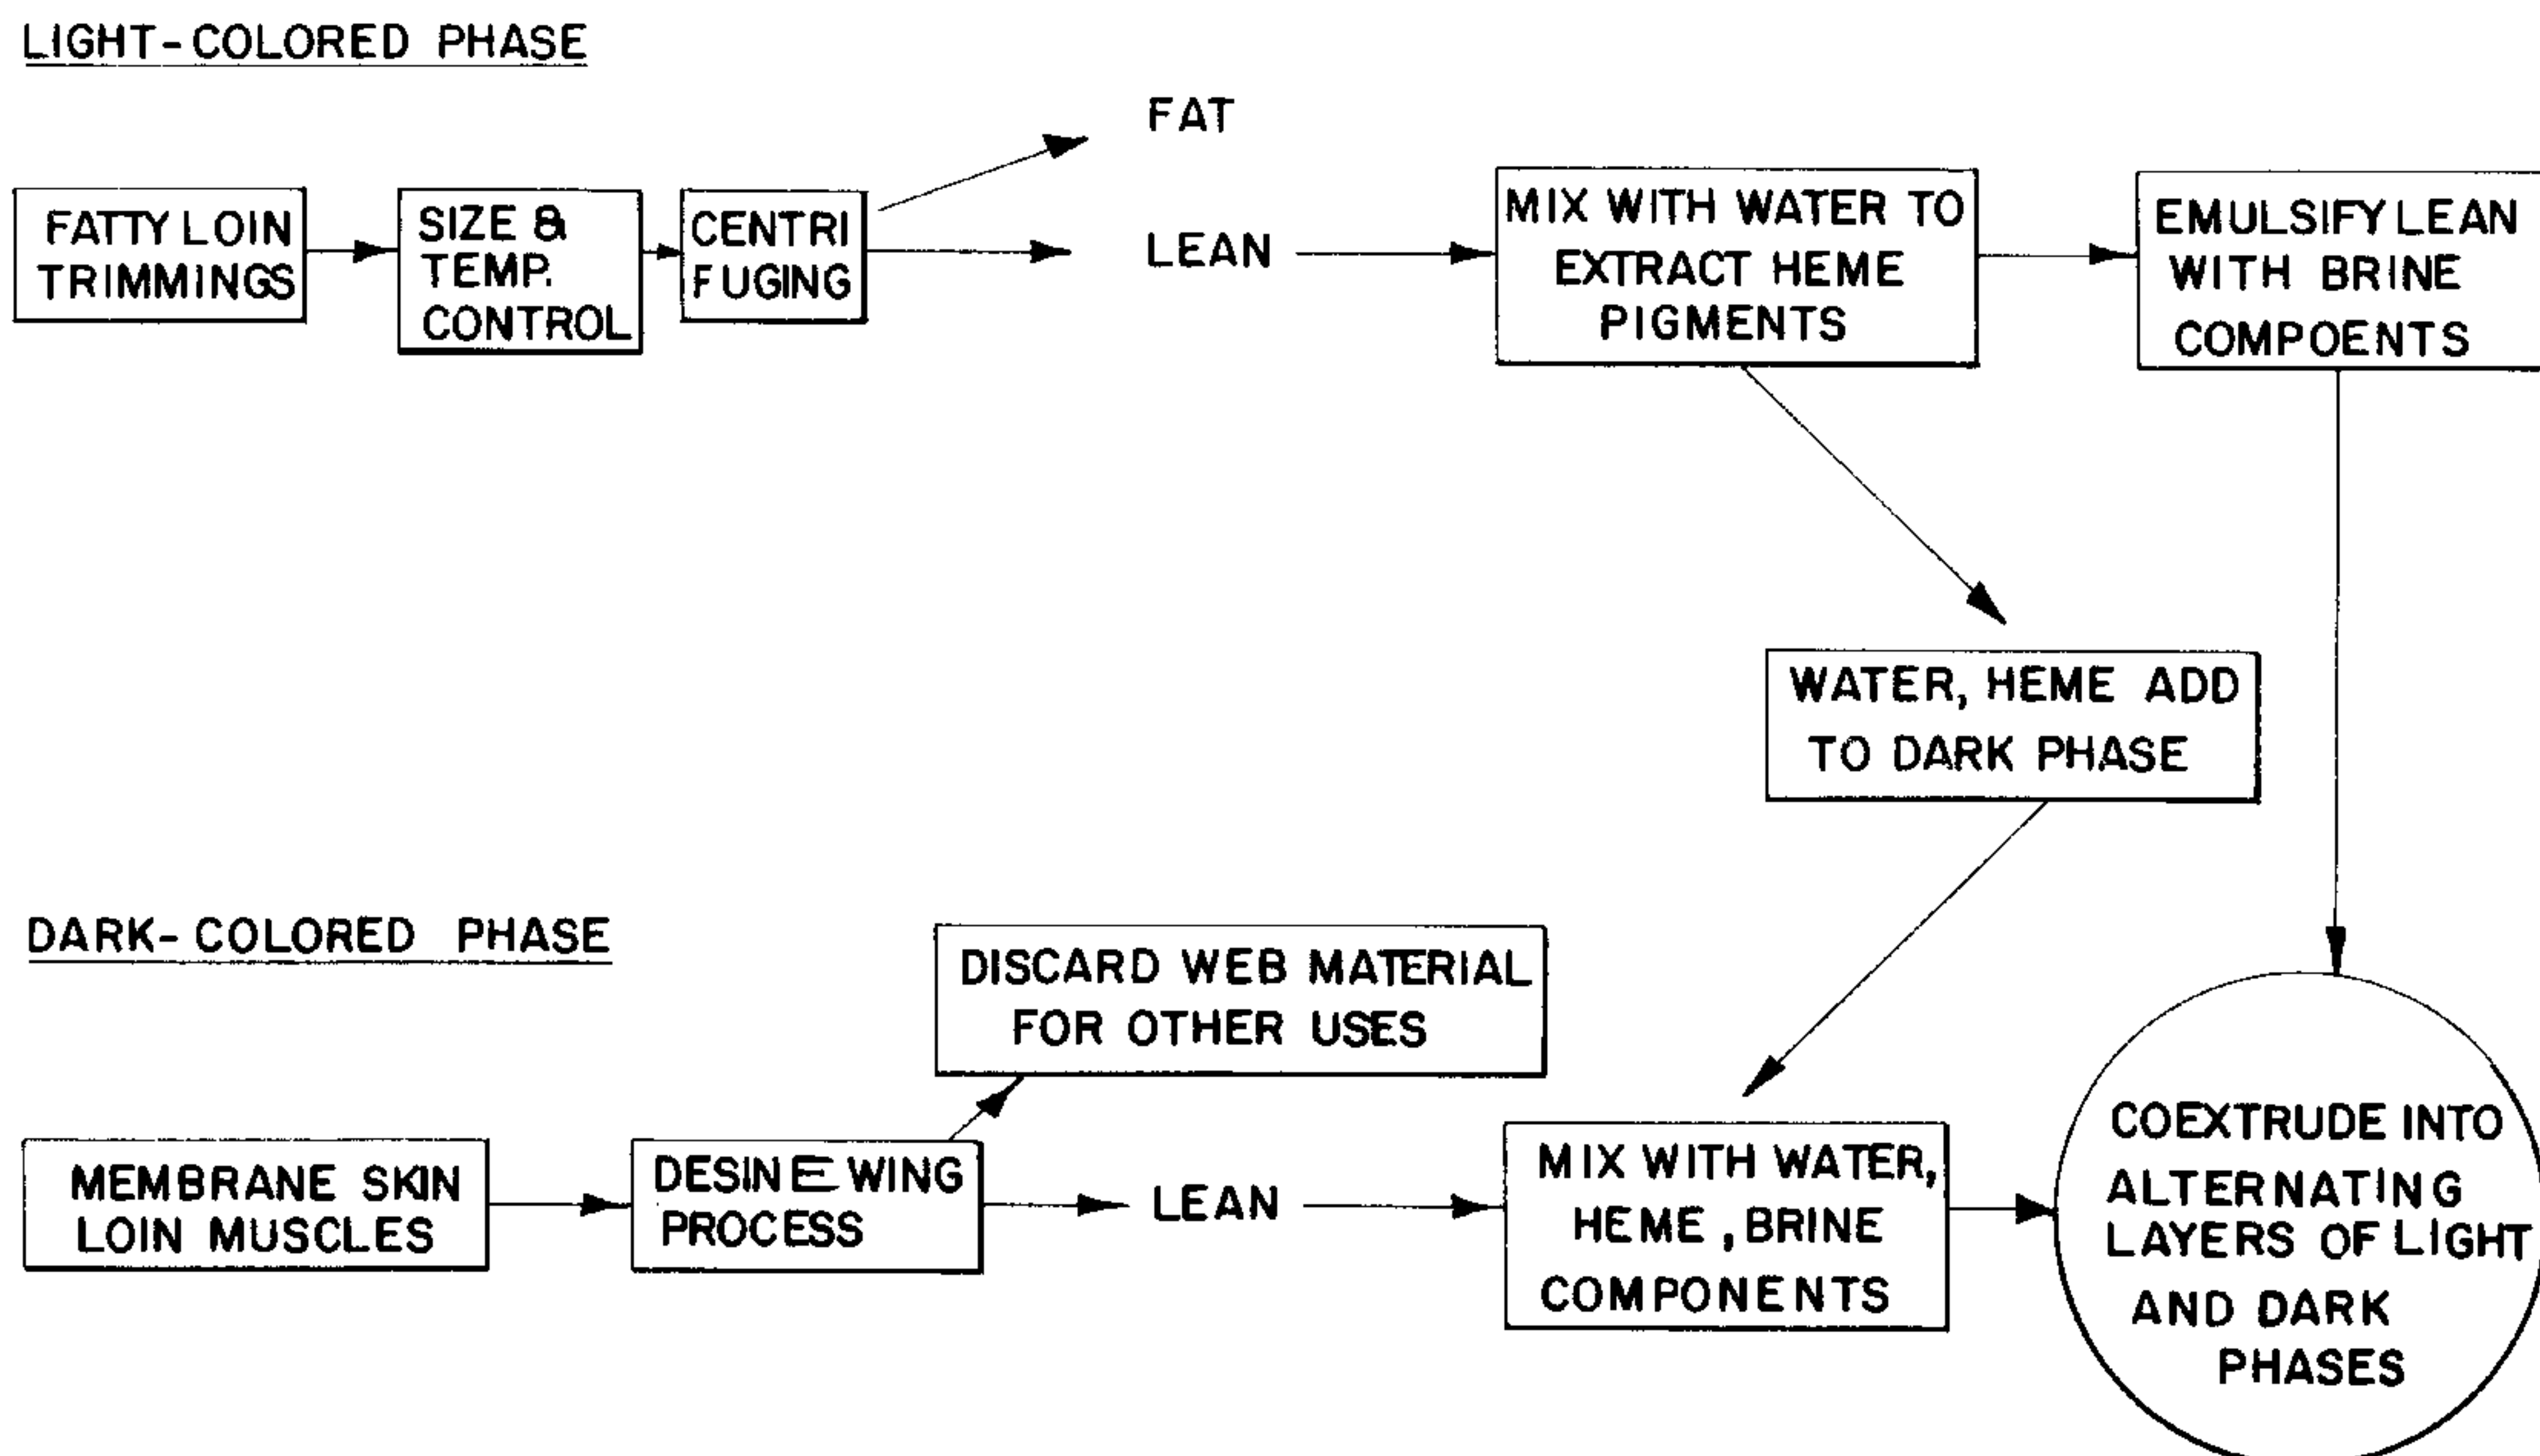 LIGHT-COLORED PHASE
FATTY LOIN
TRIMMINGS
SIZE &
TEMP.
CONTROL
CENTRI
FUGING
FAT
LEAN
MIX WITH WATER TO
EXTRACT HEME
PIGMENTS
EMULSIFY LEAN
WITH BRINE
COMPOENTS
WATER, HEME ADD
TO DARK PHASE
DARK-COLORED PHASE
DISCARD WEB MATERIAL
FOR OTHER USES
MEMBRANE SKIN
LOIN MUSCLES
DESINEWING
PROCESS
LEAN
MIX WITH WATER,
HEME, BRINE
COMPONENTS
COEXTRUDE INTO
ALTERNATING
LAYERS OF LIGHT
AND DARK
PHASES